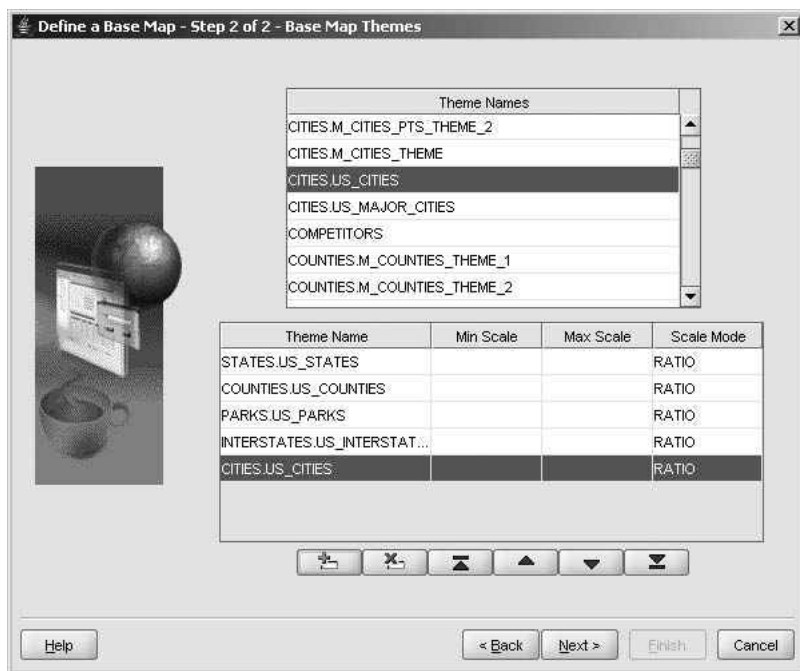 Define a Base Map - Step 2 of 2 - Base Map Themes
Theme Names
CITIES.M_CITIES_PTS_THEME_2
CITIES.M_CITIES_THEME
CITIES.US_CITIES
CITIES.US_MAJOR_CITIES
COMPETITORS
COUNTIES.M_COUNTIES_THEME_1
COUNTIES.M_COUNTIES_THEME_2
Theme Name Min Scale Max Scale Scale Mode
STATES.US_STATES RATIO
COUNTIES.US_COUNTIES RATIO
PARKS.US_PARKS RATIO
INTERSTATES.US_INTERSTAT... RATIO
CITIES.US_CITIES RATIO
Help < Back Next > Finish Cancel